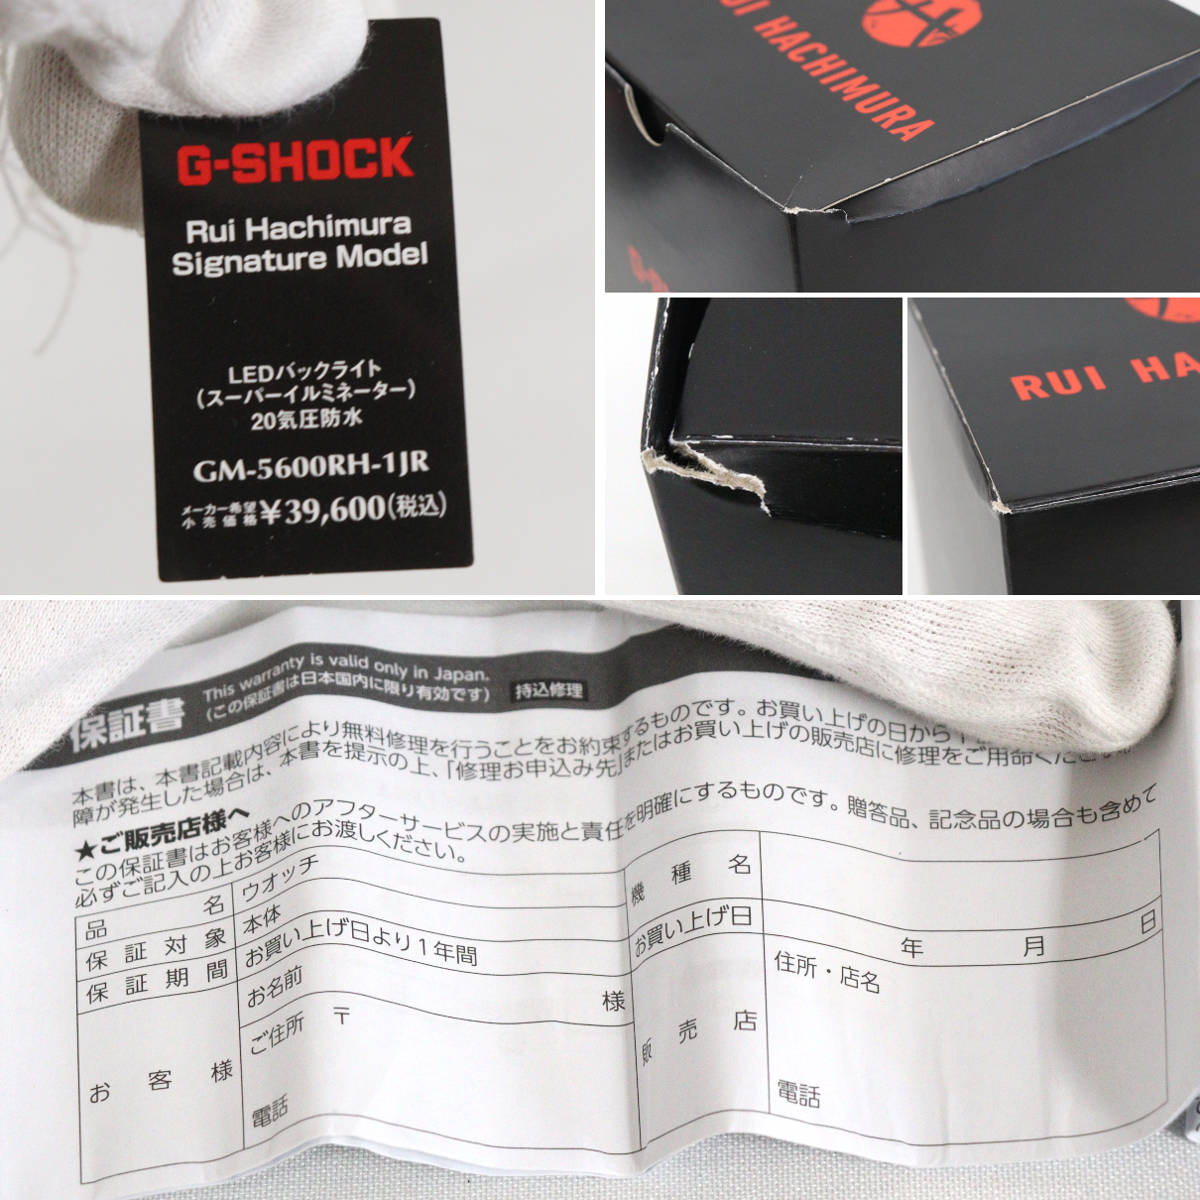 G-SHOCK
Rui Hachimura
Signature Model
LEDバックライト
(スーパーイルミネーター)
20気圧防水
GM-5600RH-1JR
メーカー希望
小売価格 ¥39,600(税込)
RUI HACHIMURA
RUI HA
保証書
This warranty is valid only in Japan.
(この保証書は日本国内に限り有効です)
持込修理
本書は、本書記載内容により無料修理を行うことをお約束するものです。お買い上げの日から
障が発生した場合は、本書を提示の上、「修理お申込み先」またはお買い上げの販売店に修理をご用命ください
★ご販売店様へ
この保証書はお客様へのアフターサービスの実施と責任を明確にするものです。贈答品、記念品の場合も含めて
必ずご記入の上お客様にお渡しください。
品名 ウオッチ
保証対象 本体
保証期間 お買い上げ日より1年間
お客様
お名前 様
ご住所 〒
電話
機種名
お買い上げ日 年 月 日
販売店
住所・店名
電話